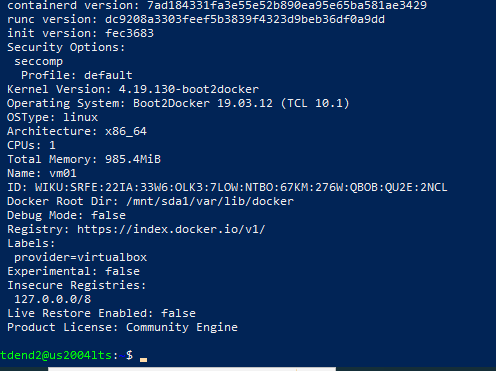 containerd version: 7ad184331fa3e55e52b890ea95e65ba581ae3429
runc version: dc9208a3303feef5b3839f4323d9beb36df0a9dd
init version: fec3683
Security Options:
seccomp
Profile: default
Kernel Version: 4.19.130-boot2docker
Operating System: Boot2Docker 19.03.12 (TCL 10.1)
OSType: linux
Architecture: x86_64
CPUs: 1
Total Memory: 985.4MiB
Name: vm01
ID: WIKU:SRFE:22IA:33W6:OLK3:7LOW:NTBO:67KM:276W:QBOB:QU2E:2NCL
Docker Root Dir: /mnt/sda1/var/lib/docker
Debug Mode: false
Registry: https://index.docker.io/v1/
Labels:
provider=virtualbox
Experimental: false
Insecure Registries:
127.0.0.0/8
Live Restore Enabled: false
Product License: Community Engine
tdend2@us2004lts: $